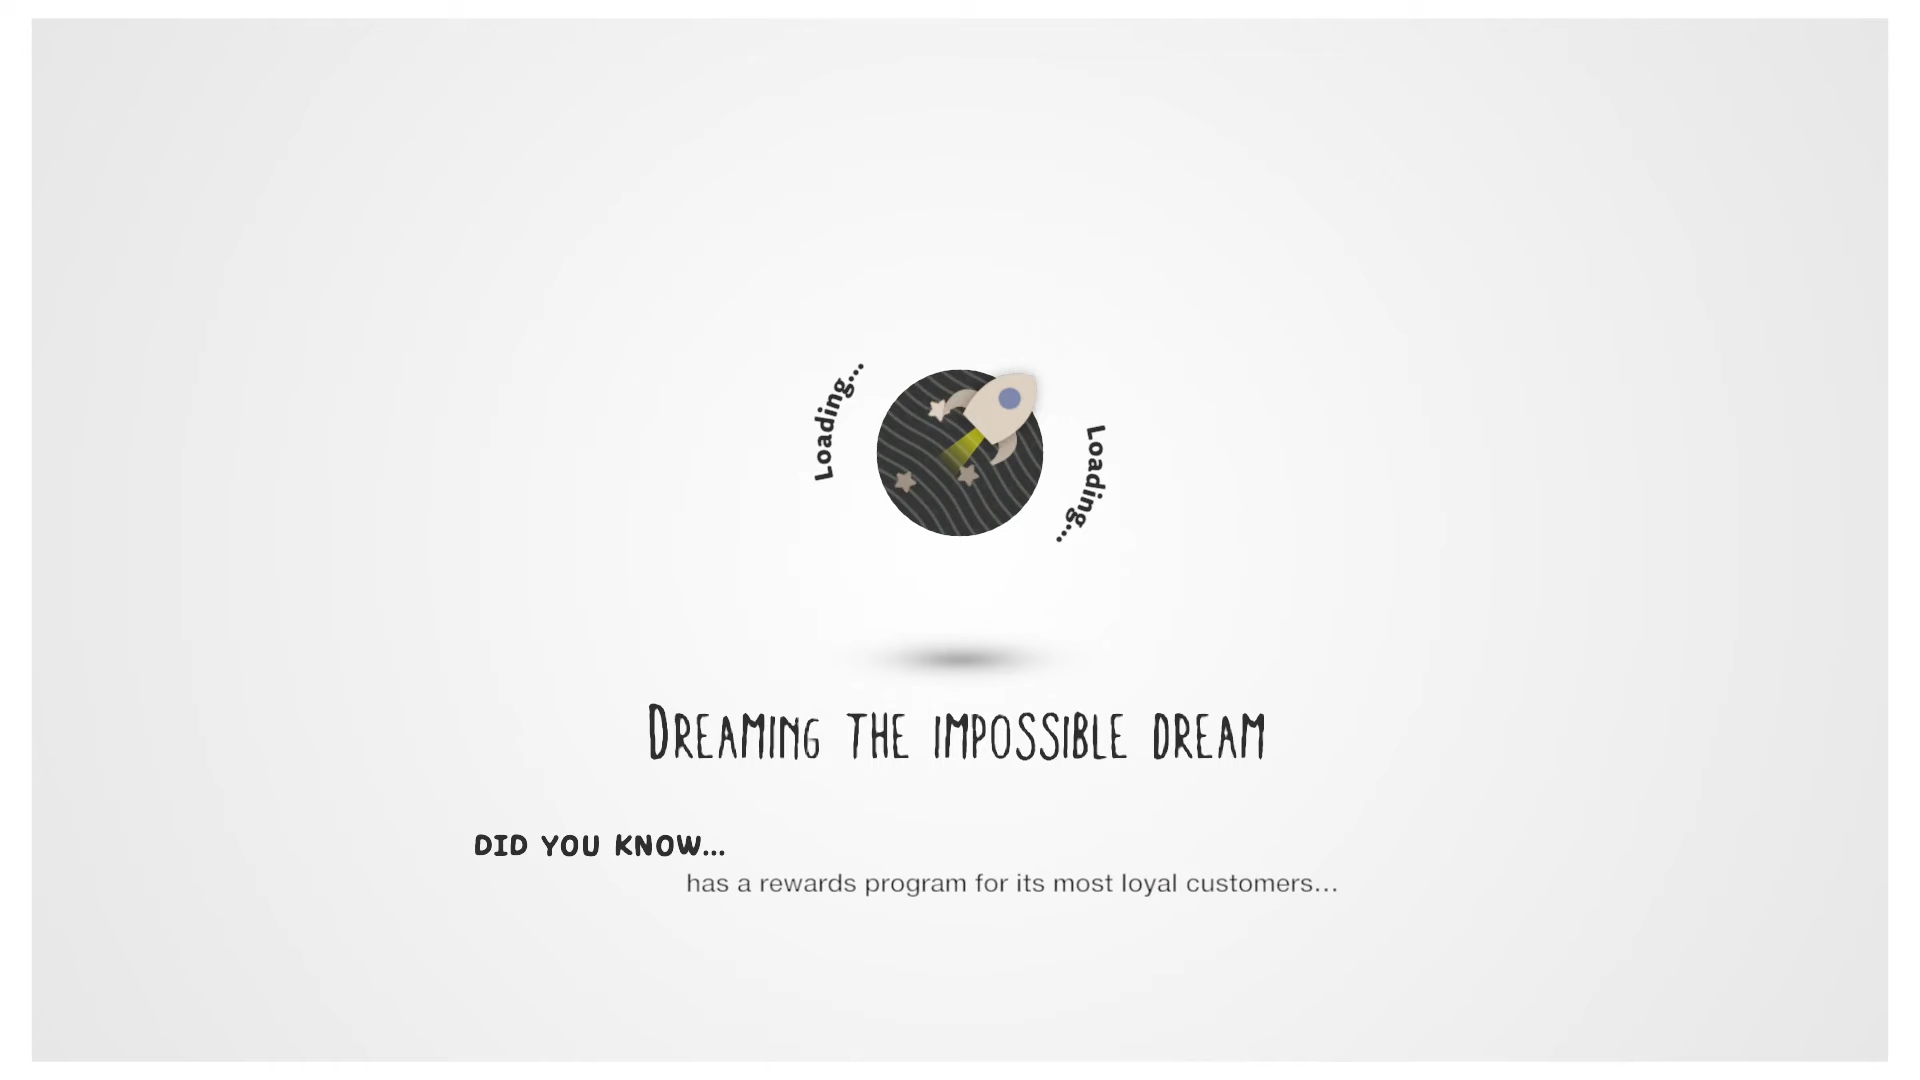 Loading...
Loading...
Dreaming the impossible dream
DID YOU KNOW...
has a rewards program for its most loyal customers...